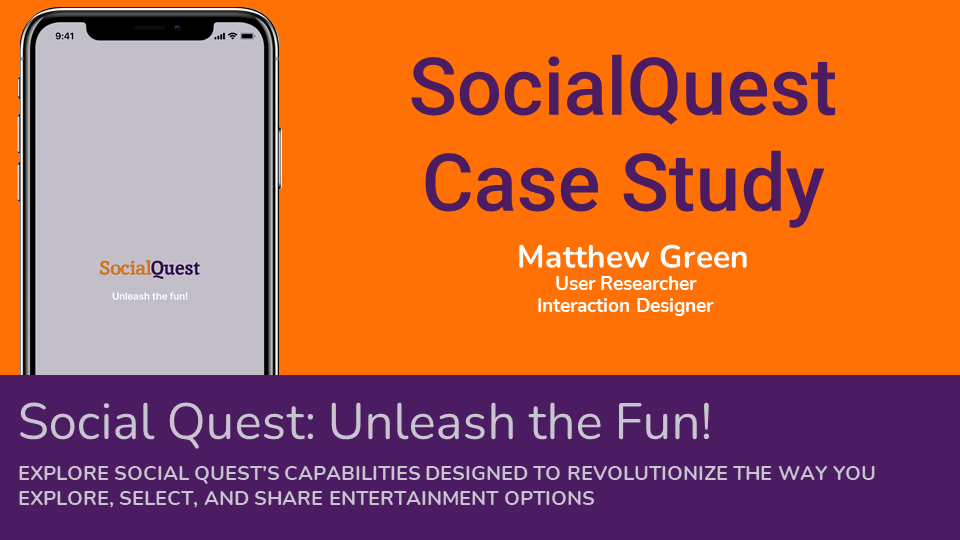 9:41
SocialQuest
Unleash the fun!
SocialQuest
Case Study
Matthew Green
User Researcher
Interaction Designer
Social Quest: Unleash the Fun!
EXPLORE SOCIAL QUEST’S CAPABILITIES DESIGNED TO REVOLUTIONIZE THE WAY YOU
EXPLORE, SELECT, AND SHARE ENTERTAINMENT OPTIONS